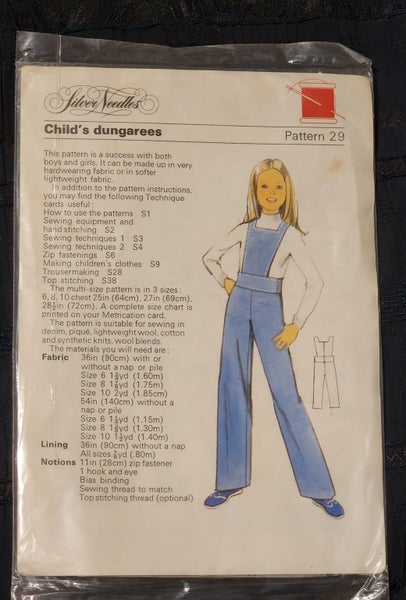 Silver Needles
Child's dungarees
Pattern 29
This pattern is a success with both
boys and girls. It can be made up in very
hardwearing fabric or in softer
lightweight fabric.
In addition to the pattern instructions,
you may find the following Technique
cards useful:
How to use the patterns S1
Sewing equipment and
hand stitching S2
Sewing techniques 1 S3
Sewing techniques 2 S4
Zip fastenings S6
Making children's clothes S9
Trousermaking S28
Top stitching S38
The multi-size pattern is in 3 sizes:
6, 8, 10 chest 25in (64cm), 27in (69cm),
28½in (72cm). A complete size chart is
printed on your Metrication card.
The pattern is suitable for sewing in
denim, piqué, lightweight wool, cotton
and synthetic knits, wool blends.
The materials you will need are:
Fabric 36in (90cm) with or
without a nap or pile
Size 6 1¾yd (1.60m)
Size 8 1⅞yd (1.75m)
Size 10 2yd (1.85cm)
54in (140cm) without a
nap or pile
Size 6 1¼yd (1.15m)
Size 8 1⅜yd (1.30m)
Size 10 1½yd (1.40m)
Lining 36in (90cm) without a nap
All sizes ⅞yd (.80m)
Notions 11in (28cm) zip fastener
1 hook and eye
Bias binding
Sewing thread to match
Top stitching thread (optional)